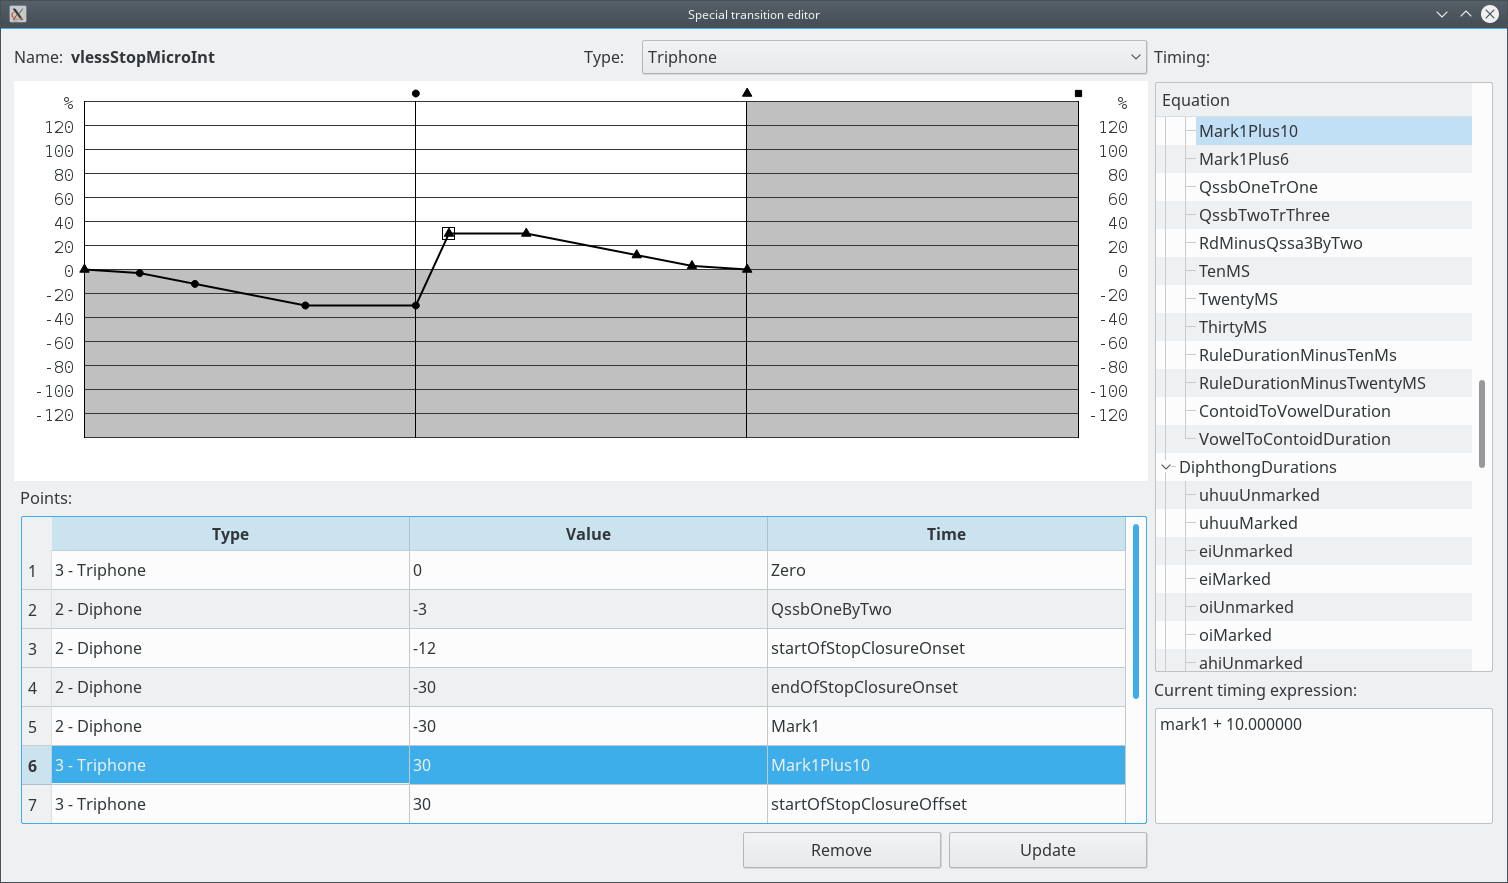 Special transition editor
Name: vlessStopMicroInt
Type: Triphone
Timing:
% %
120 120
100 100
80 80
60 60
40 40
20 20
0 0
-20 -20
-40 -40
-60 -60
-80 -80
-100 -100
-120 -120
Equation
Mark1Plus10
Mark1Plus6
QssbOneTrOne
QssbTwoTrThree
RdMinusQssa3ByTwo
TenMS
TwentyMS
ThirtyMS
RuleDurationMinusTenMs
RuleDurationMinusTwentyMS
ContoidToVowelDuration
VowelToContoidDuration
DiphthongDurations
uhuuUnmarked
uhuuMarked
eiUnmarked
eiMarked
oiUnmarked
oiMarked
ahiUnmarked
Points:
Type Value Time
1 3 - Triphone 0 Zero
2 2 - Diphone -3 QssbOneByTwo
3 2 - Diphone -12 startOfStopClosureOnset
4 2 - Diphone -30 endOfStopClosureOnset
5 2 - Diphone -30 Mark1
6 3 - Triphone 30 Mark1Plus10
7 3 - Triphone 30 startOfStopClosureOffset
Current timing expression:
mark1 + 10.000000
Remove
Update